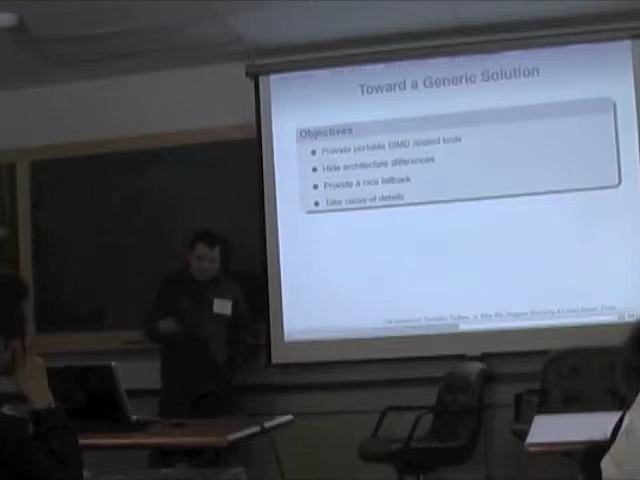 Toward a Generic Solution
Objectives
Provide portable SIMD related tools
Hide architecture differences
Provide a nice fallback
Take cares of details